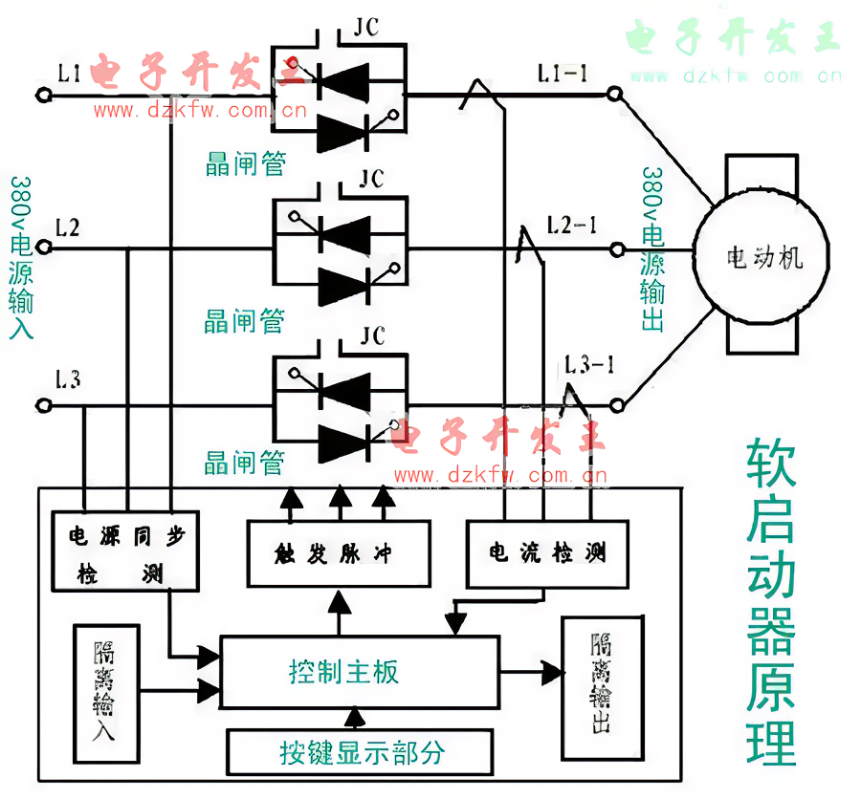 JC
电子开发王
www.dzkfw.com.cn
L1
电子开发王
www.dzkfw.com.cn
L1-1
晶闸管
JC
380v电源输入
L2
L2-1
380v电源输出
电动机
晶闸管
JC
L3
L3-1
电子开发王
www.dzkfw.com.cn
晶闸管
软启动器原理
电源同步
检 测
触发脉冲
电流检测
隔离输入
控制主板
隔离输出
按键显示部分